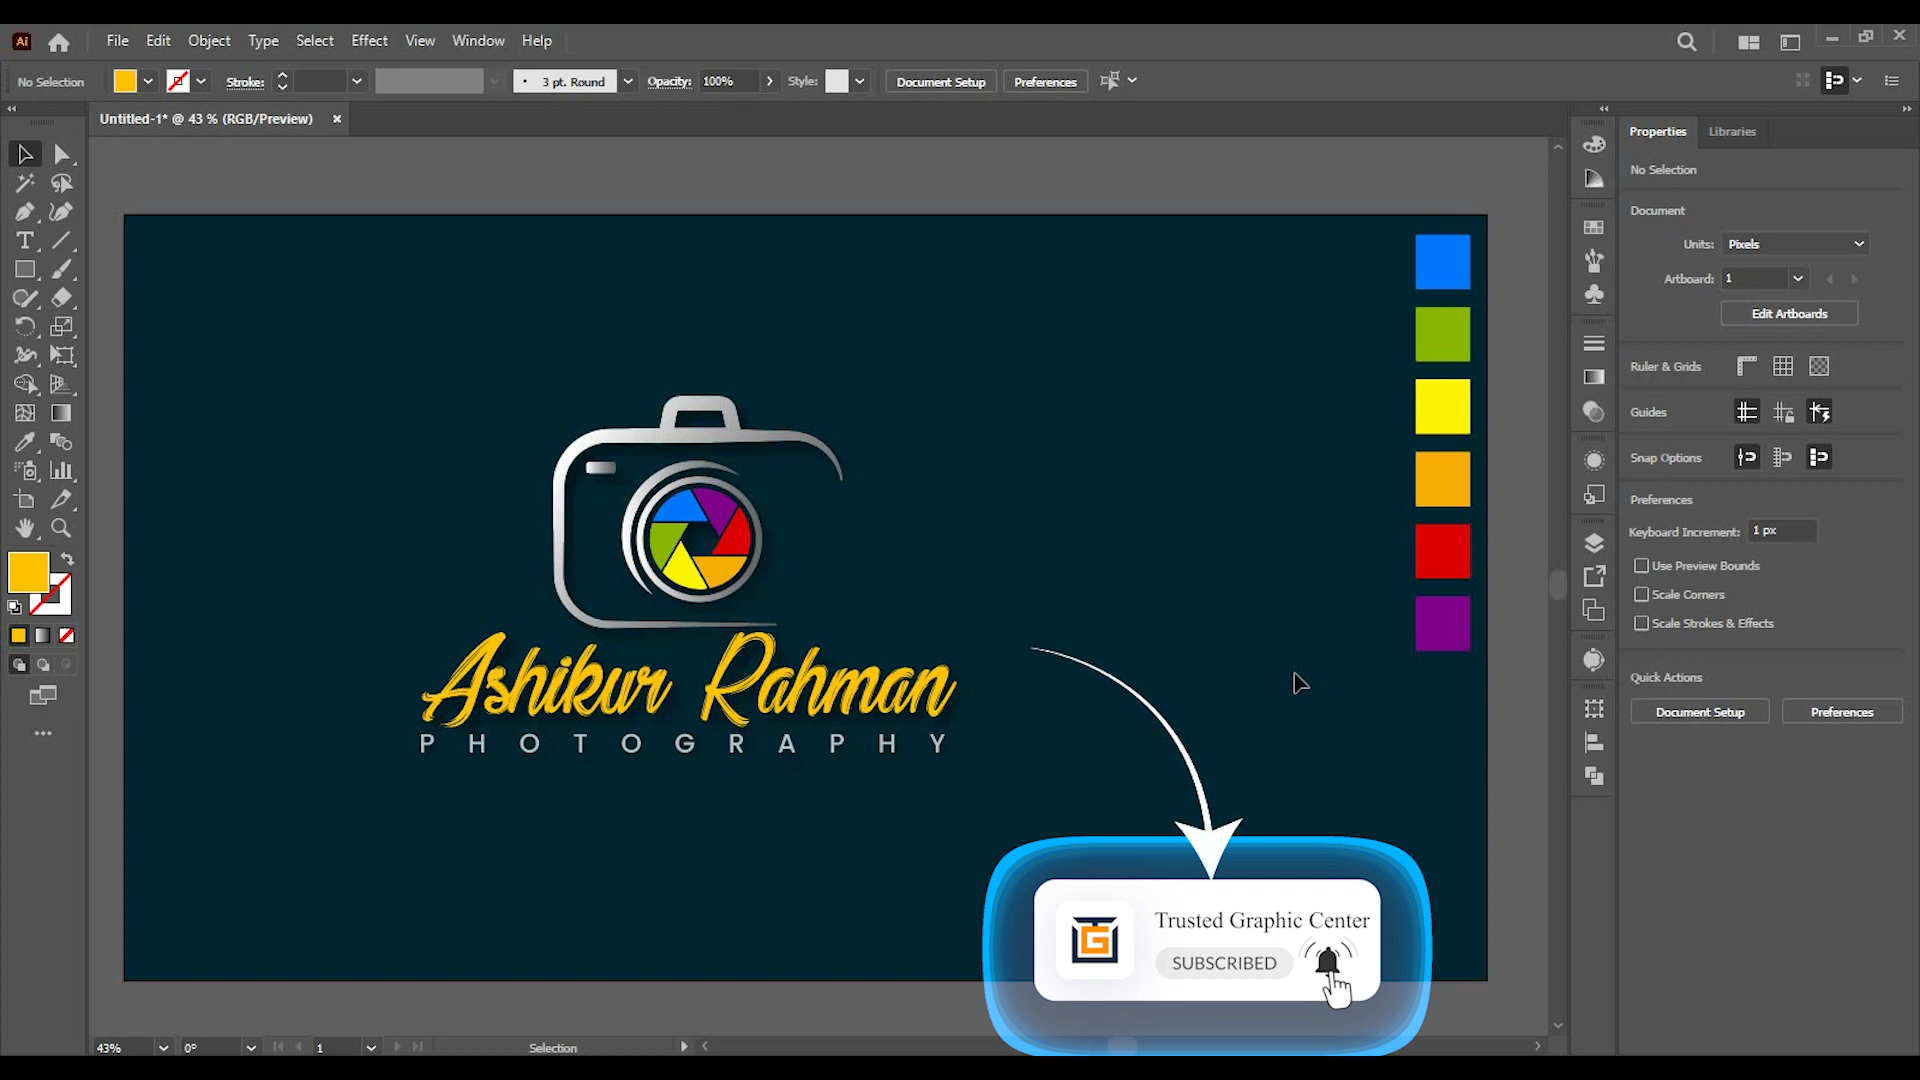 Ai File Edit Object Type Select Effect View Window Help
No Selection Stroke: 3 pt. Round Opacity: 100% Style: Document Setup Preferences
Untitled-1* @ 43 % (RGB/Preview) ×
Properties Libraries
No Selection
Document
Units: Pixels
Artboard: 1
Edit Artboards
Ruler & Grids
Guides
Snap Options
Preferences
Keyboard Increment: 1 px
Use Preview Bounds
Scale Corners
Scale Strokes & Effects
Quick Actions
Document Setup Preferences
Ashikur Rahman
PHOTOGRAPHY
Trusted Graphic Center
SUBSCRIBED
43% 0° 1 Selection